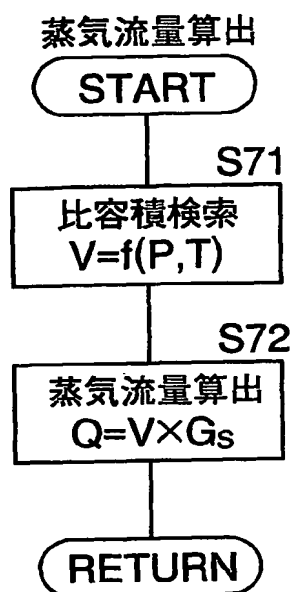 蒸気流量算出
START
S71
比容積検索
V=f(P,T)
S72
蒸気流量算出
Q=V×Gs
RETURN